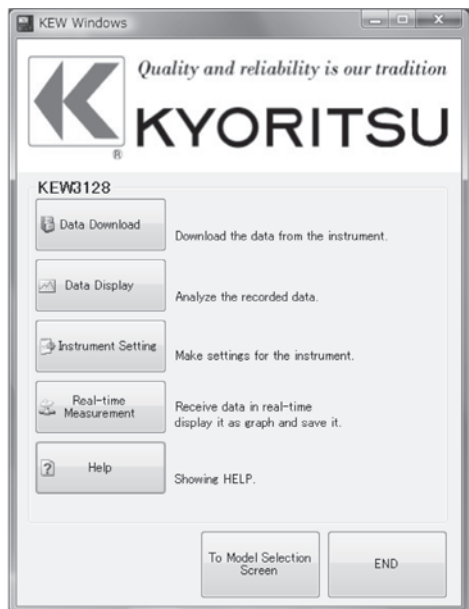 KEW Windows
Quality and reliability is our tradition
KYORITSU
®
KEW3128
Data Download
Download the data from the instrument.
Data Display
Analyze the recorded data.
Instrument Setting
Make settings for the instrument.
Real-time
Measurement
Receive data in real-time
display it as graph and save it.
Help
Showing HELP.
To Model Selection
Screen
END